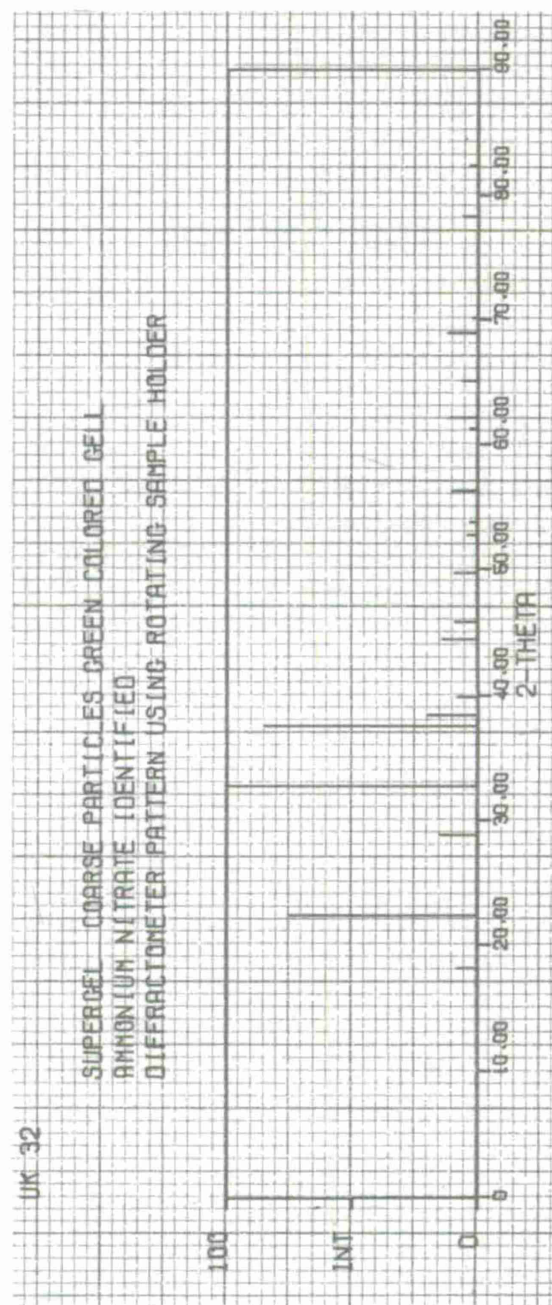 UK 32
SUPERGEL COARSE PARTICLES GREEN COLORED GELL
AMMONIUM NITRATE IDENTIFIED
DIFFRACTOMETER PATTERN USING ROTATING SAMPLE HOLDER
100
INT
0
0 10.00 20.00 30.00 40.00 50.00 60.00 70.00 80.00 90.00
2-THETA